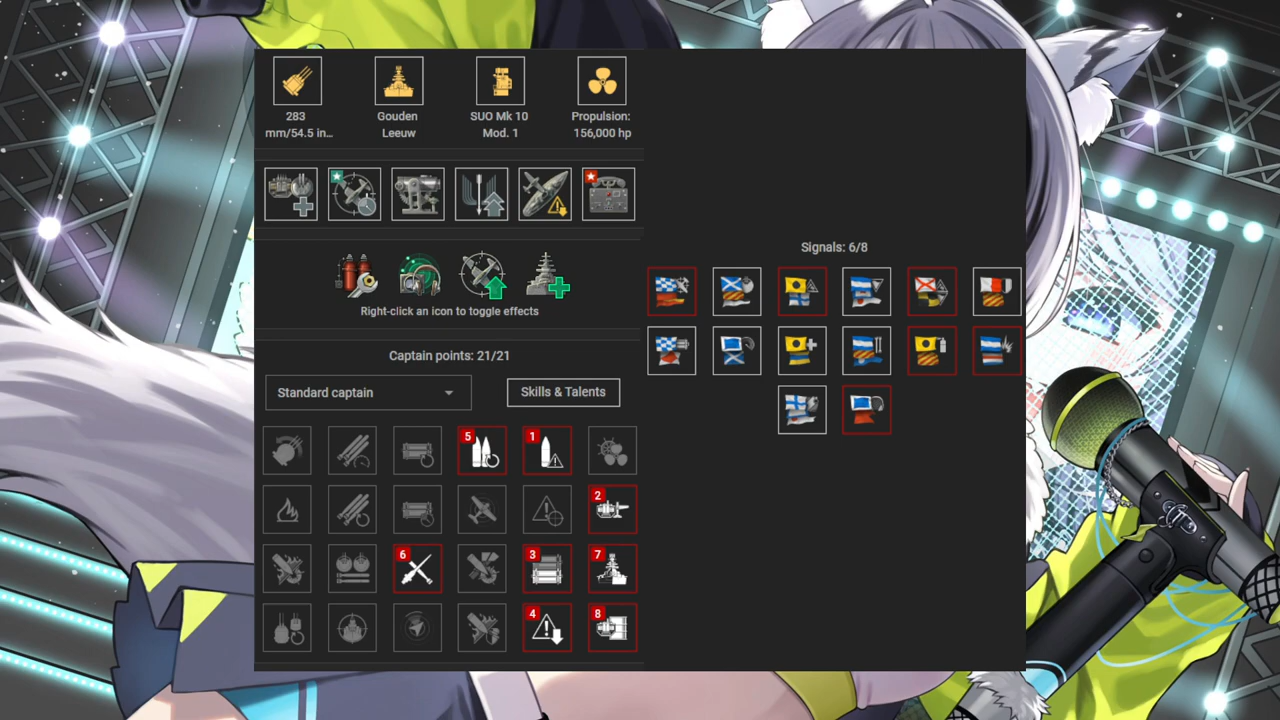 283
mm/54.5 in...
Gouden
Leeuw
SUO Mk 10
Mod. 1
Propulsion:
156,000 hp
Right-click an icon to toggle effects
Captain points: 21/21
Standard captain
Skills & Talents
5
1
2
6
3
7
4
8
Signals: 6/8